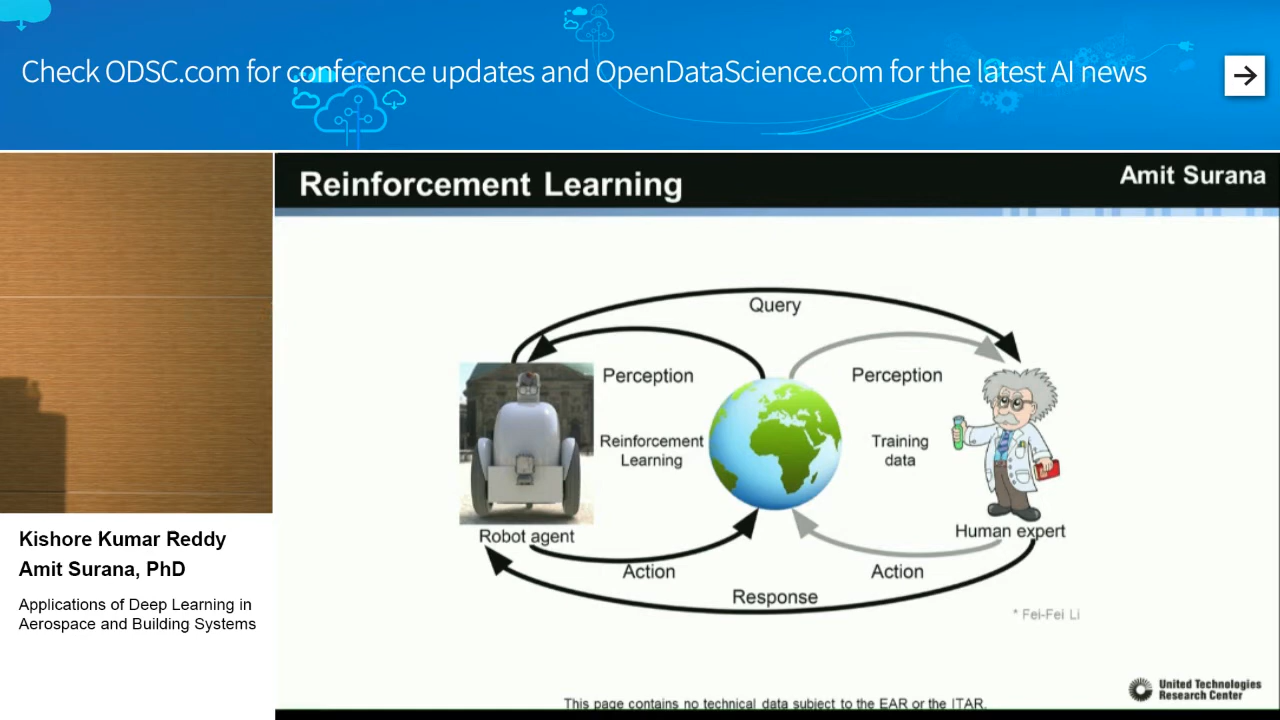 Check ODSC.com for conference updates and OpenDataScience.com for the latest AI news
Reinforcement Learning
Amit Surana
Query
Perception
Perception
Reinforcement
Learning
Training
data
Robot agent
Human expert
Action
Action
Response
* Fei-Fei Li
United Technologies
Research Center
This page contains no technical data subject to the EAR or the ITAR.
Kishore Kumar Reddy
Amit Surana, PhD
Applications of Deep Learning in
Aerospace and Building Systems